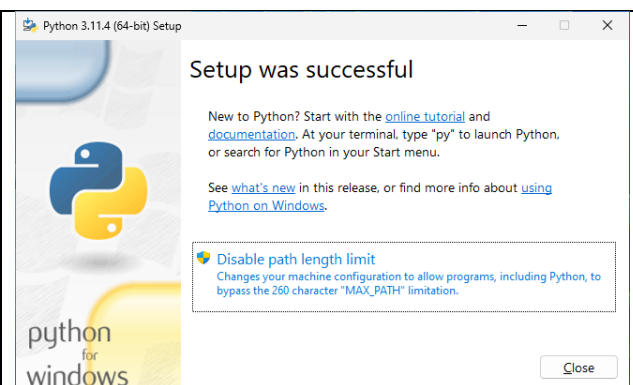 Python 3.11.4 (64-bit) Setup
Setup was successful
New to Python? Start with the online tutorial and
documentation. At your terminal, type "py" to launch Python,
or search for Python in your Start menu.
See what's new in this release, or find more info about using
Python on Windows.
Disable path length limit
Changes your machine configuration to allow programs, including Python, to
bypass the 260 character "MAX_PATH" limitation.
python
for
windows
Close